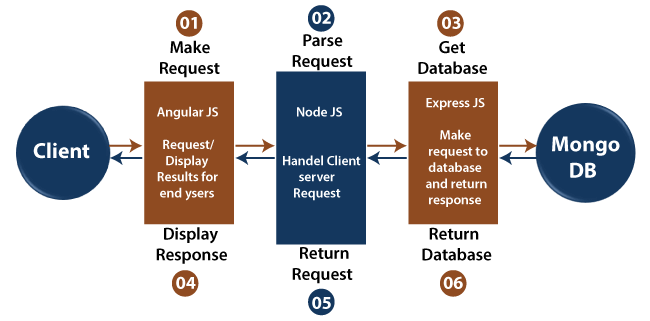 01
Make
Request
02
Parse
Request
03
Get
Database
Client
Angular JS
Request/
Display
Results for
end ysers
Node JS
Handel Client
server
Request
Express JS
Make
request to
database
and return
response
Mongo
DB
Display
Response
04
Return
Request
05
Return
Database
06